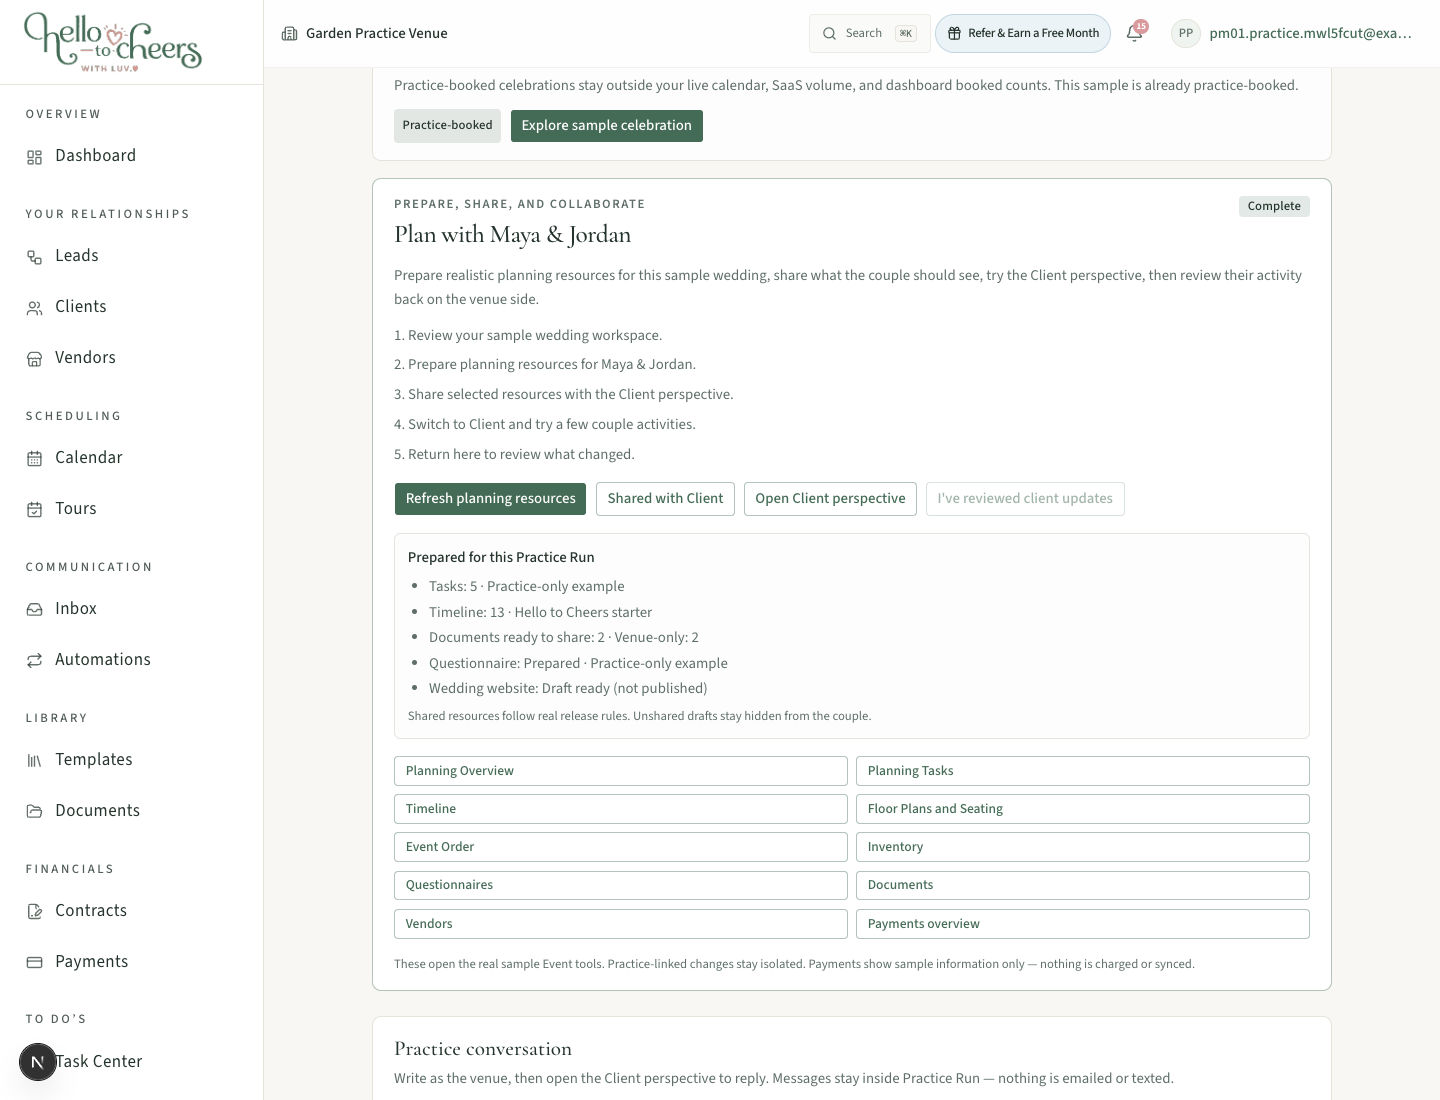 hello
to cheers
WITH LUV.
Garden Practice Venue
Search
⌘K
Refer & Earn a Free Month
15
PP
pm01.practice.mwl5fcut@exa...
OVERVIEW
Dashboard
YOUR RELATIONSHIPS
Leads
Clients
Vendors
SCHEDULING
Calendar
Tours
COMMUNICATION
Inbox
Automations
LIBRARY
Templates
Documents
FINANCIALS
Contracts
Payments
TO DO'S
N
Task Center
Practice-booked celebrations stay outside your live calendar, SaaS volume, and dashboard booked counts. This sample is already practice-booked.
Practice-booked
Explore sample celebration
PREPARE, SHARE, AND COLLABORATE
Complete
Plan with Maya & Jordan
Prepare realistic planning resources for this sample wedding, share what the couple should see, try the Client perspective, then review their activity
back on the venue side.
1. Review your sample wedding workspace.
2. Prepare planning resources for Maya & Jordan.
3. Share selected resources with the Client perspective.
4. Switch to Client and try a few couple activities.
5. Return here to review what changed.
Refresh planning resources
Shared with Client
Open Client perspective
I've reviewed client updates
Prepared for this Practice Run
• Tasks: 5 · Practice-only example
• Timeline: 13 · Hello to Cheers starter
• Documents ready to share: 2 · Venue-only: 2
• Questionnaire: Prepared · Practice-only example
• Wedding website: Draft ready (not published)
Shared resources follow real release rules. Unshared drafts stay hidden from the couple.
Planning Overview
Planning Tasks
Timeline
Floor Plans and Seating
Event Order
Inventory
Questionnaires
Documents
Vendors
Payments overview
These open the real sample Event tools. Practice-linked changes stay isolated. Payments show sample information only — nothing is charged or synced.
Practice conversation
Write as the venue, then open the Client perspective to reply. Messages stay inside Practice Run — nothing is emailed or texted.